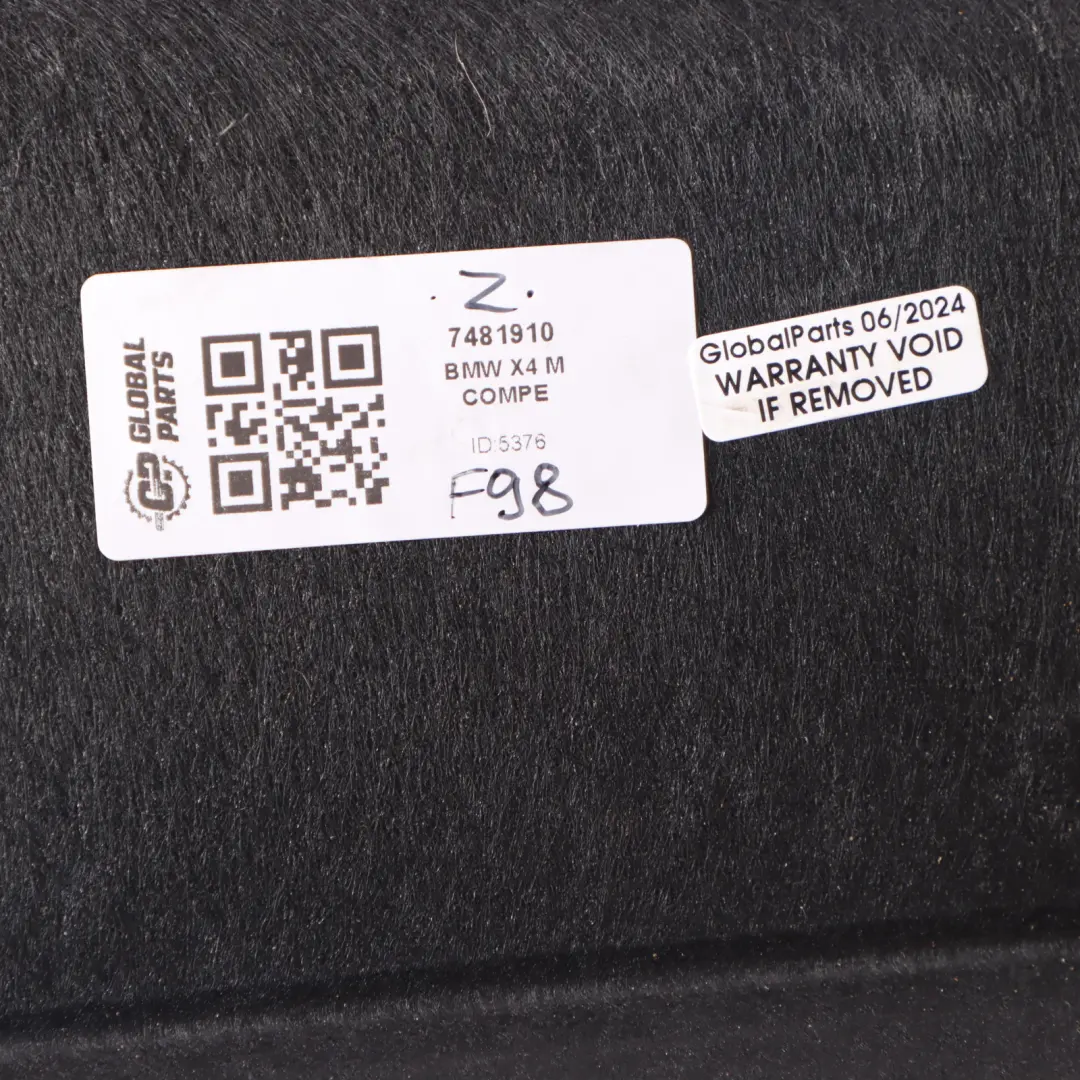 GLOBAL
PARTS
.Z.
7481910
BMW X4 M
COMPE
ID:5376
F98
GlobalParts 06/2024
WARRANTY VOID
IF REMOVED